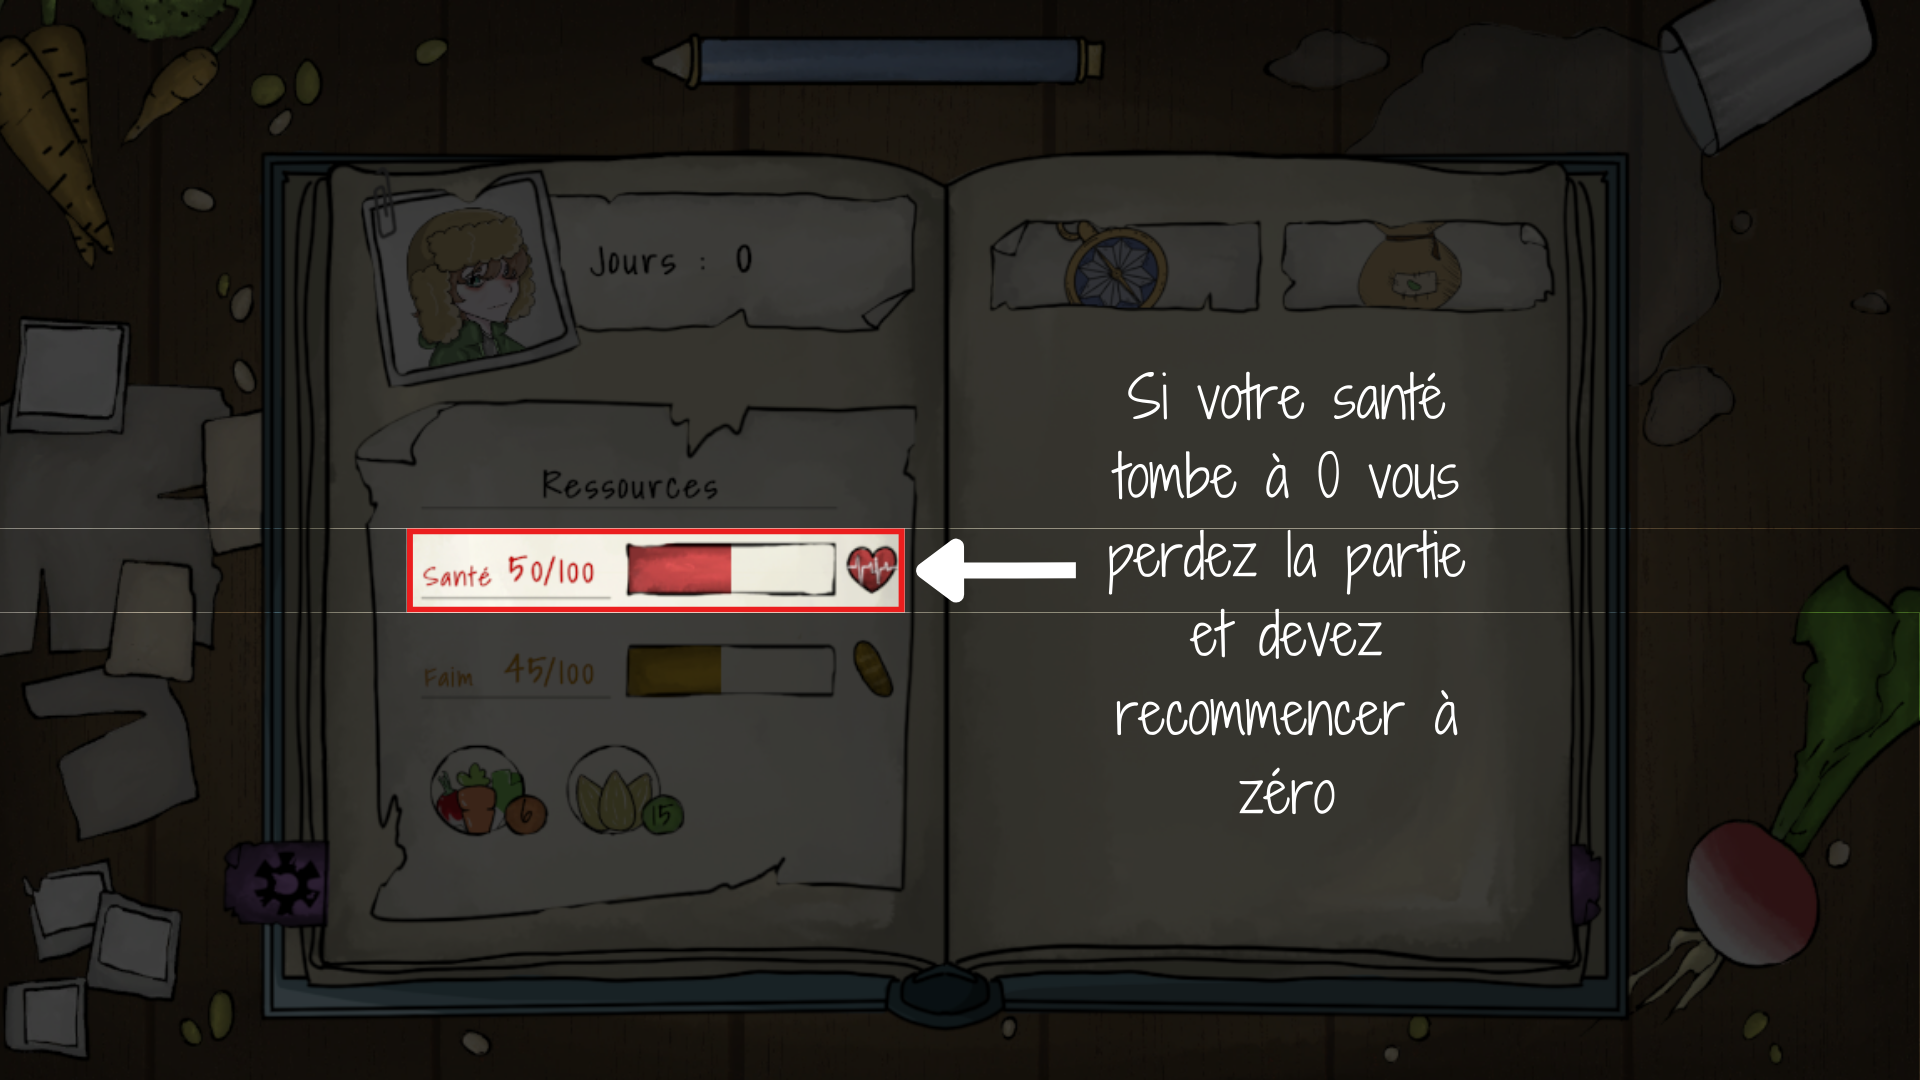 Jours : 0
Ressources
Santé 50/100
Faim 45/100
6
15
Si votre santé
tombe à 0 vous
perdez la partie
et devez
recommencer à
zéro